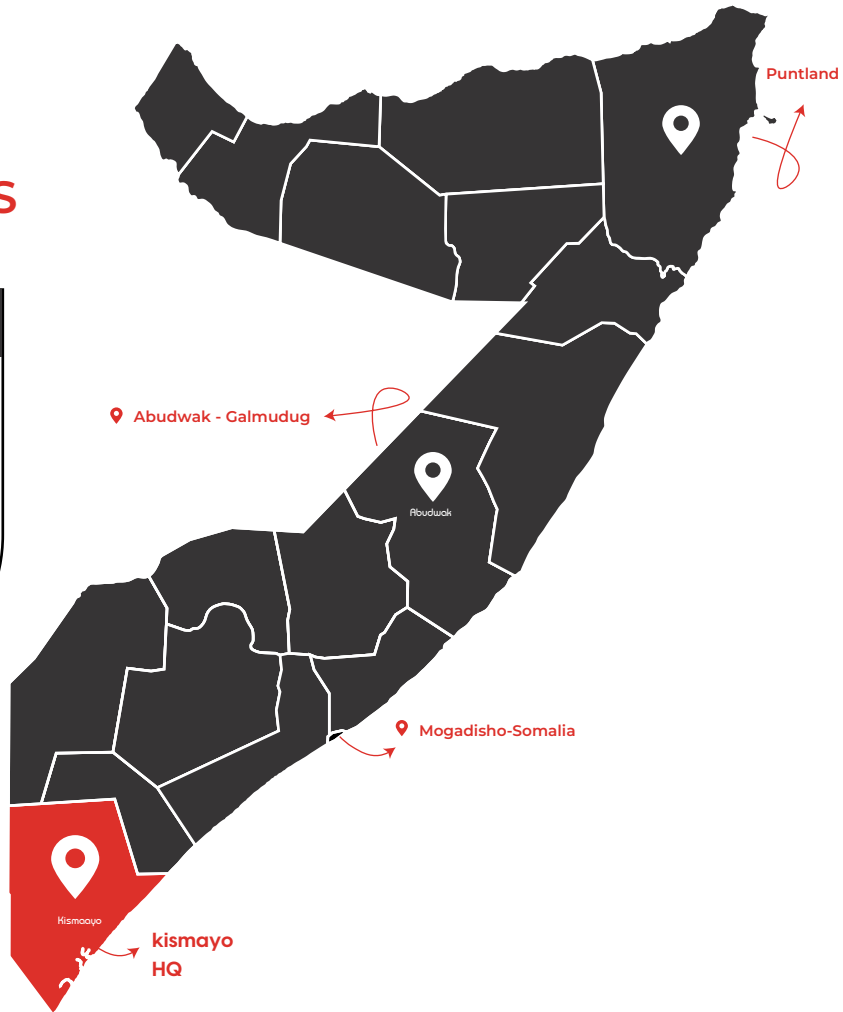 Puntland
S
Abudwak - Galmudug
Abudwak
Mogadisho-Somalia
Kismaayo
kismayo
HQ